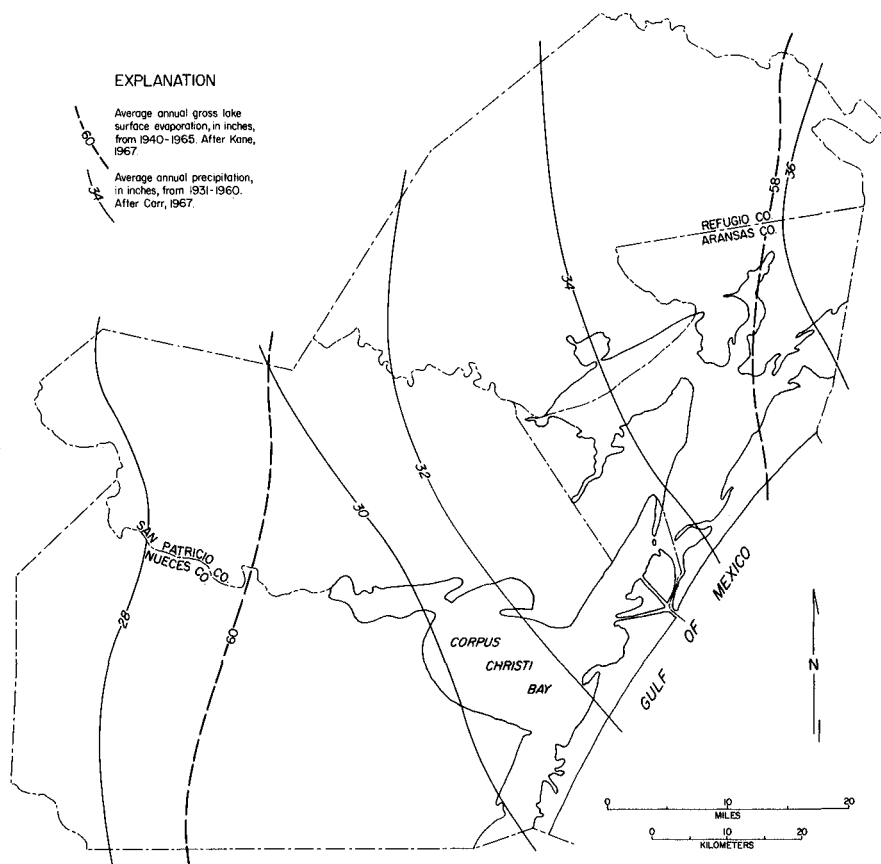 EXPLANATION
60
Average annual gross lake
surface evaporation, in inches,
from 1940-1965. After Kane,
1967.
34
Average annual precipitation,
in inches, from 1931-1960.
After Carr, 1967.
58
36
REFUGIO CO.
ARANSAS CO.
34
32
30
SAN PATRICIO CO.
NUECES CO.
28
60
CORPUS
CHRISTI
BAY
GULF OF MEXICO
N
0 10 20
MILES
0 10 20
KILOMETERS